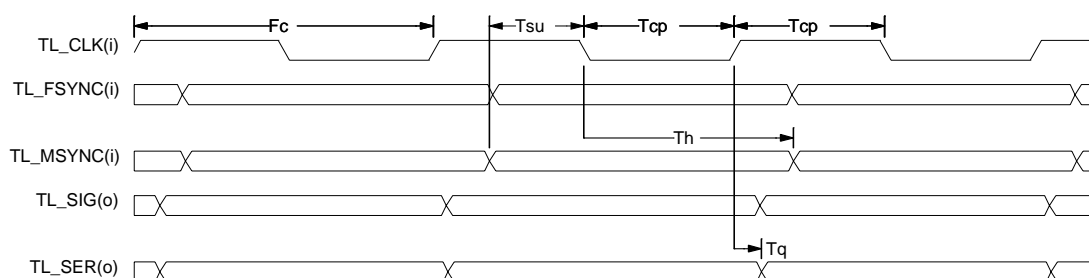 Fc
Tsu
Tcp
Tcp
TL_CLK(i)
TL_FSYNC(i)
Th
TL_MSYNC(i)
TL_SIG(o)
Tq
TL_SER(o)